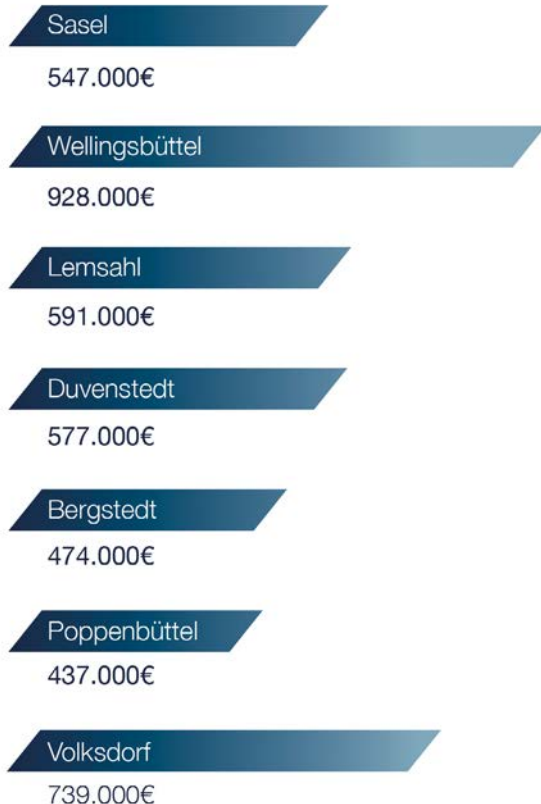 Sasel
547.000€
Wellingsbüttel
928.000€
Lemsahl
591.000€
Duvenstedt
577.000€
Bergstedt
474.000€
Poppenbüttel
437.000€
Volksdorf
739.000€